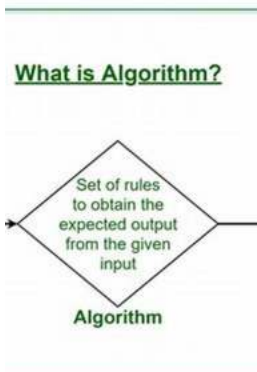 What is Algorithm?
Set of rules
to obtain the
expected output
from the given
input
Algorithm